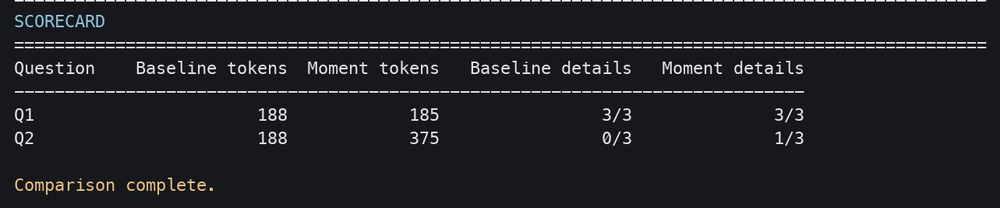 ================================================================================================
SCORECARD
================================================================================================
Question    Baseline tokens  Moment tokens   Baseline details   Moment details
------------------------------------------------------------------------------
Q1                      188            185                3/3              3/3
Q2                      188            375                0/3              1/3
Comparison complete.